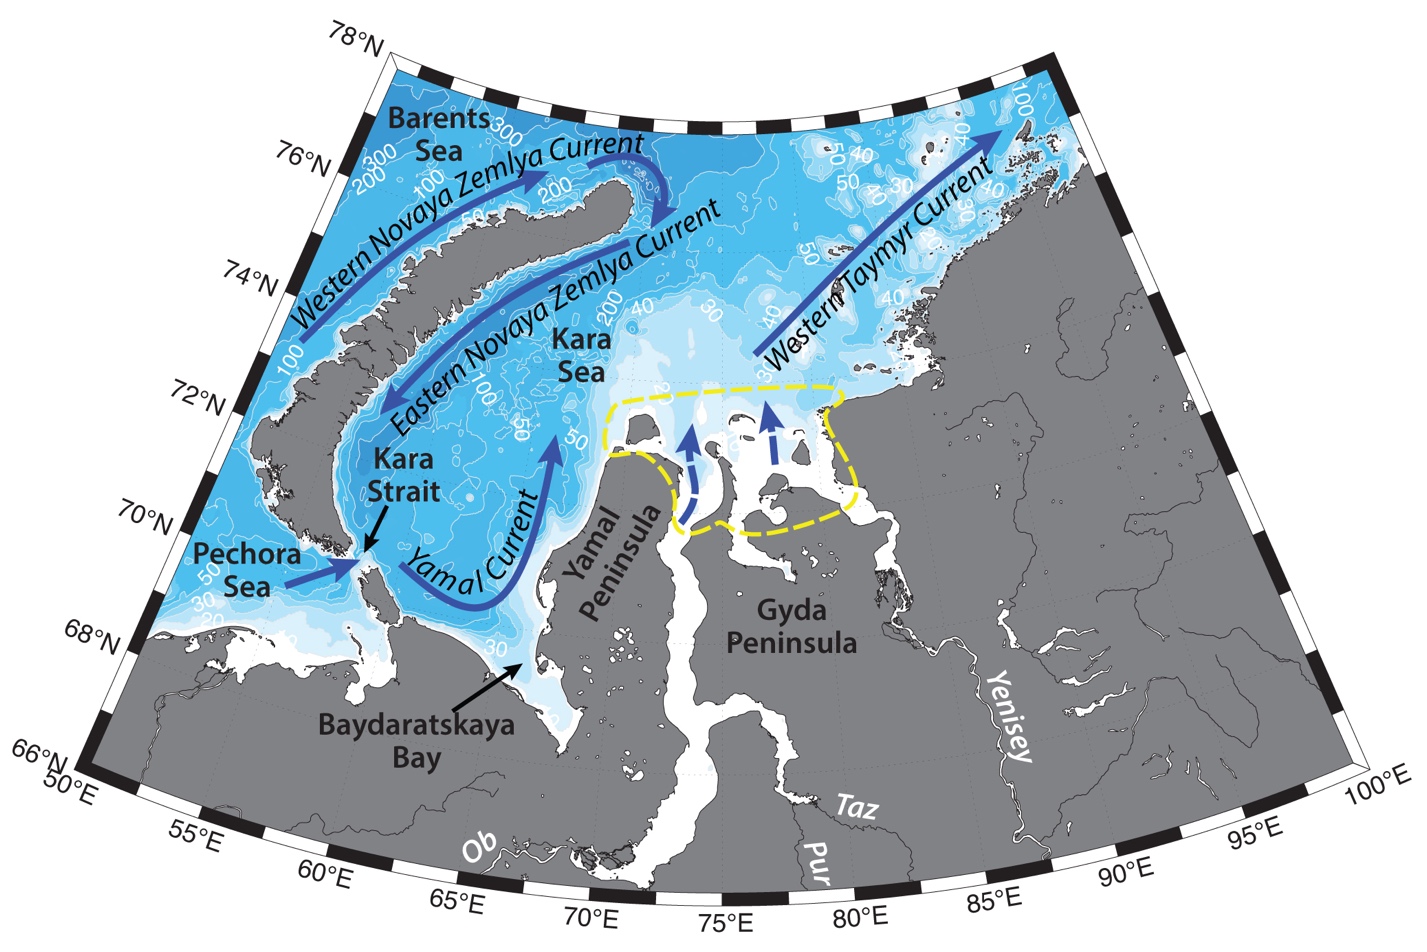 78°N
76°N
74°N
72°N
70°N
68°N
66°N
50°E
55°E
60°E
65°E
70°E
75°E
80°E
85°E
90°E
95°E
100°E
Barents
Sea
300
300
200
100
50
200
Western Novaya Zemlya Current
100
Eastern Novaya Zemlya Current
200
40
30
Kara
Sea
100
50
50
20
Kara
Strait
Yamal Current
Pechora
Sea
50
30
20
30
Baydaratskaya
Bay
Yamal
Peninsula
Gyda
Peninsula
Western Taymyr Current
100
40
50
40
50
40
30
40
30
30
50
40
40
30
Ob
Taz
Pur
Yenisey